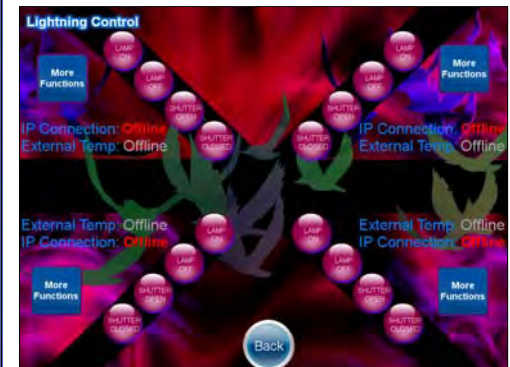 Lightning Control
LAMP
ON
LAMP
OFF
SHUTTER
OPEN
SHUTTER
CLOSED
More
Functions
IP Connection: Offline
External Temp: Offline
LAMP
ON
LAMP
OFF
SHUTTER
OPEN
SHUTTER
CLOSED
More
Functions
IP Connection: Offline
External Temp: Offline
External Temp: Offline
IP Connection: Offline
LAMP
ON
LAMP
OFF
SHUTTER
OPEN
SHUTTER
CLOSED
More
Functions
External Temp: Offline
IP Connection: Offline
LAMP
ON
LAMP
OFF
SHUTTER
OPEN
SHUTTER
CLOSED
More
Functions
Back